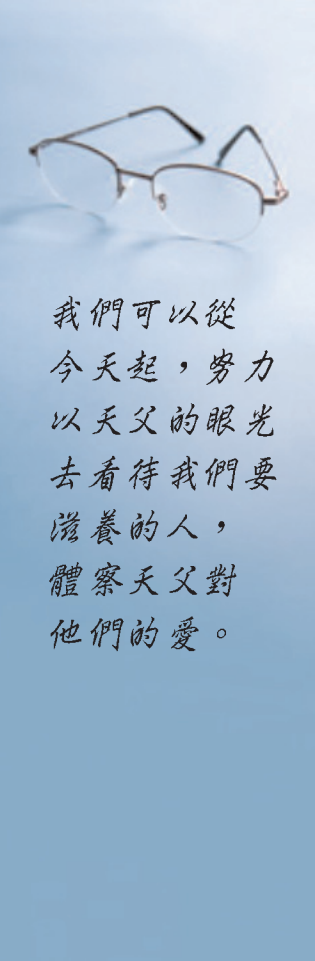 我們可以從
今天起，努力
以天父的眼光
去看待我們要
滋養的人，
體察天父對
他們的愛。